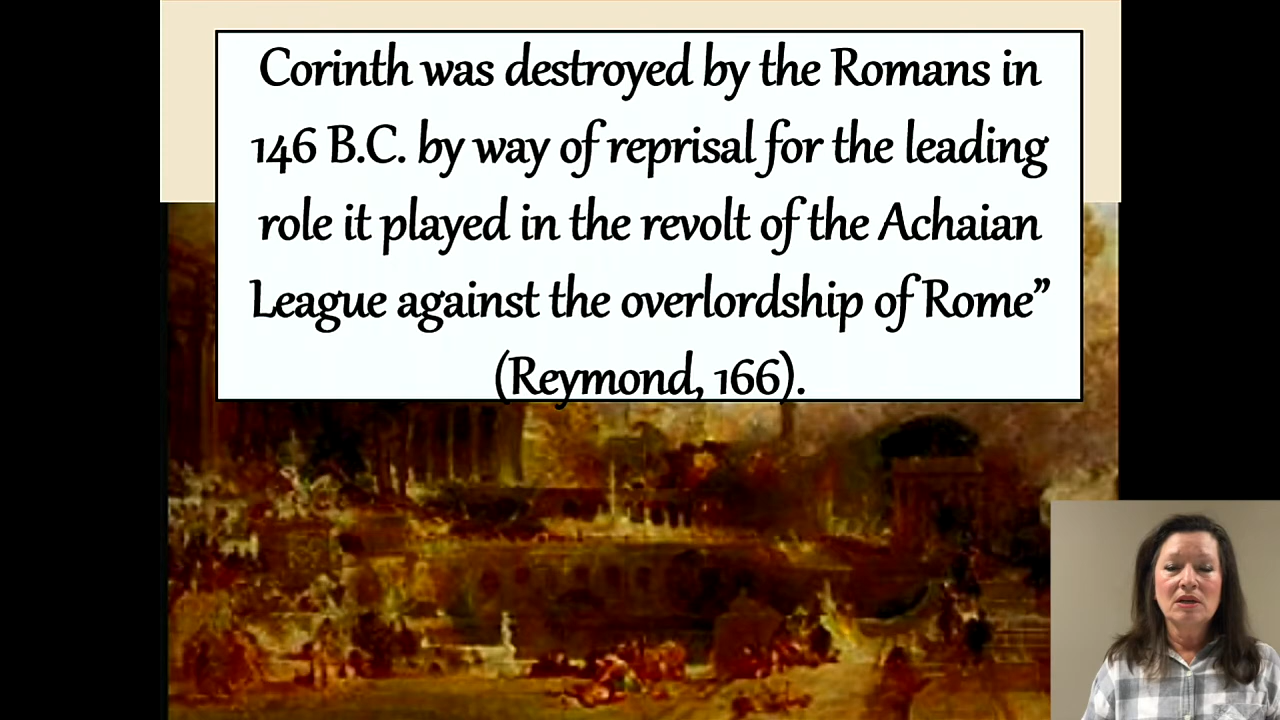 Corinth was destroyed by the Romans in
146 B.C. by way of reprisal for the leading
role it played in the revolt of the Achaian
League against the overlordship of Rome”
(Reymond, 166).